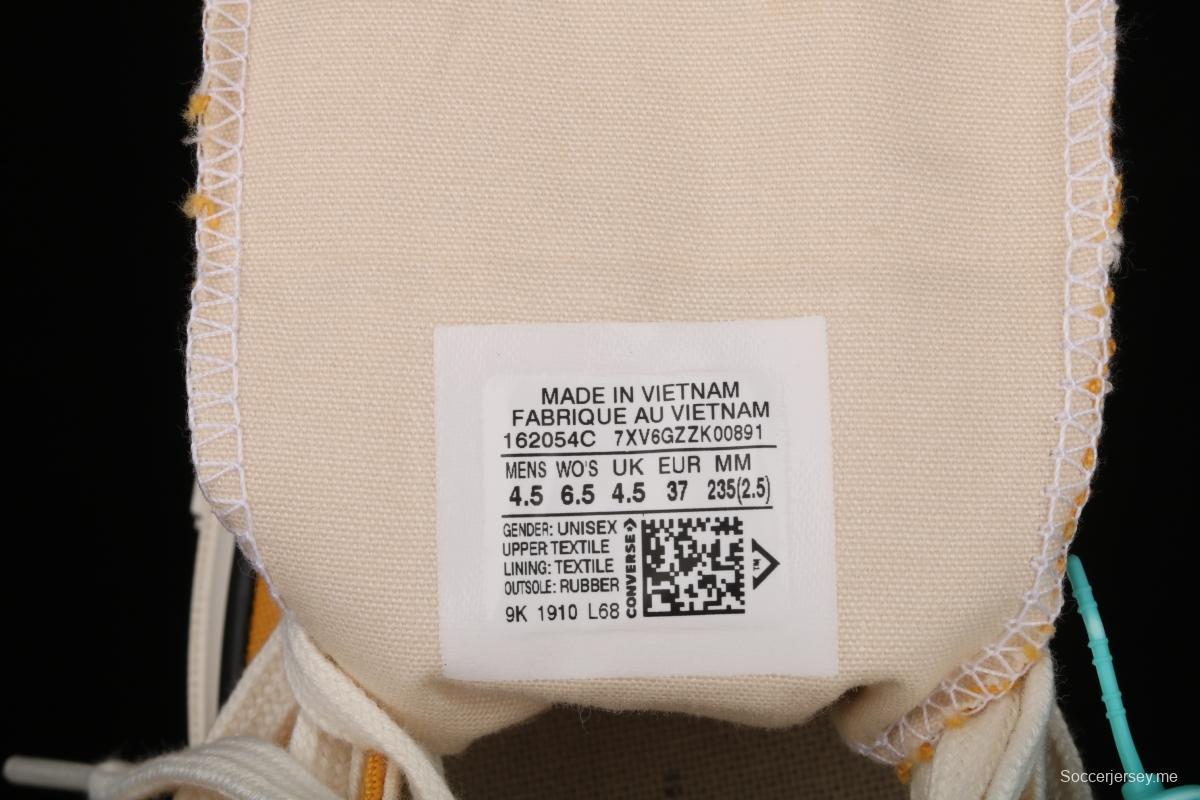 MADE IN VIETNAM
FABRIQUE AU VIETNAM
162054C 7XV6GZZK00891
MENS WO'S UK EUR MM
4.5 6.5 4.5 37 235(2.5)
GENDER: UNISEX
UPPER TEXTILE
LINING: TEXTILE
OUTSOLE: RUBBER
9K 1910 L68
CONVERSE
TM
Soccerjersey.me